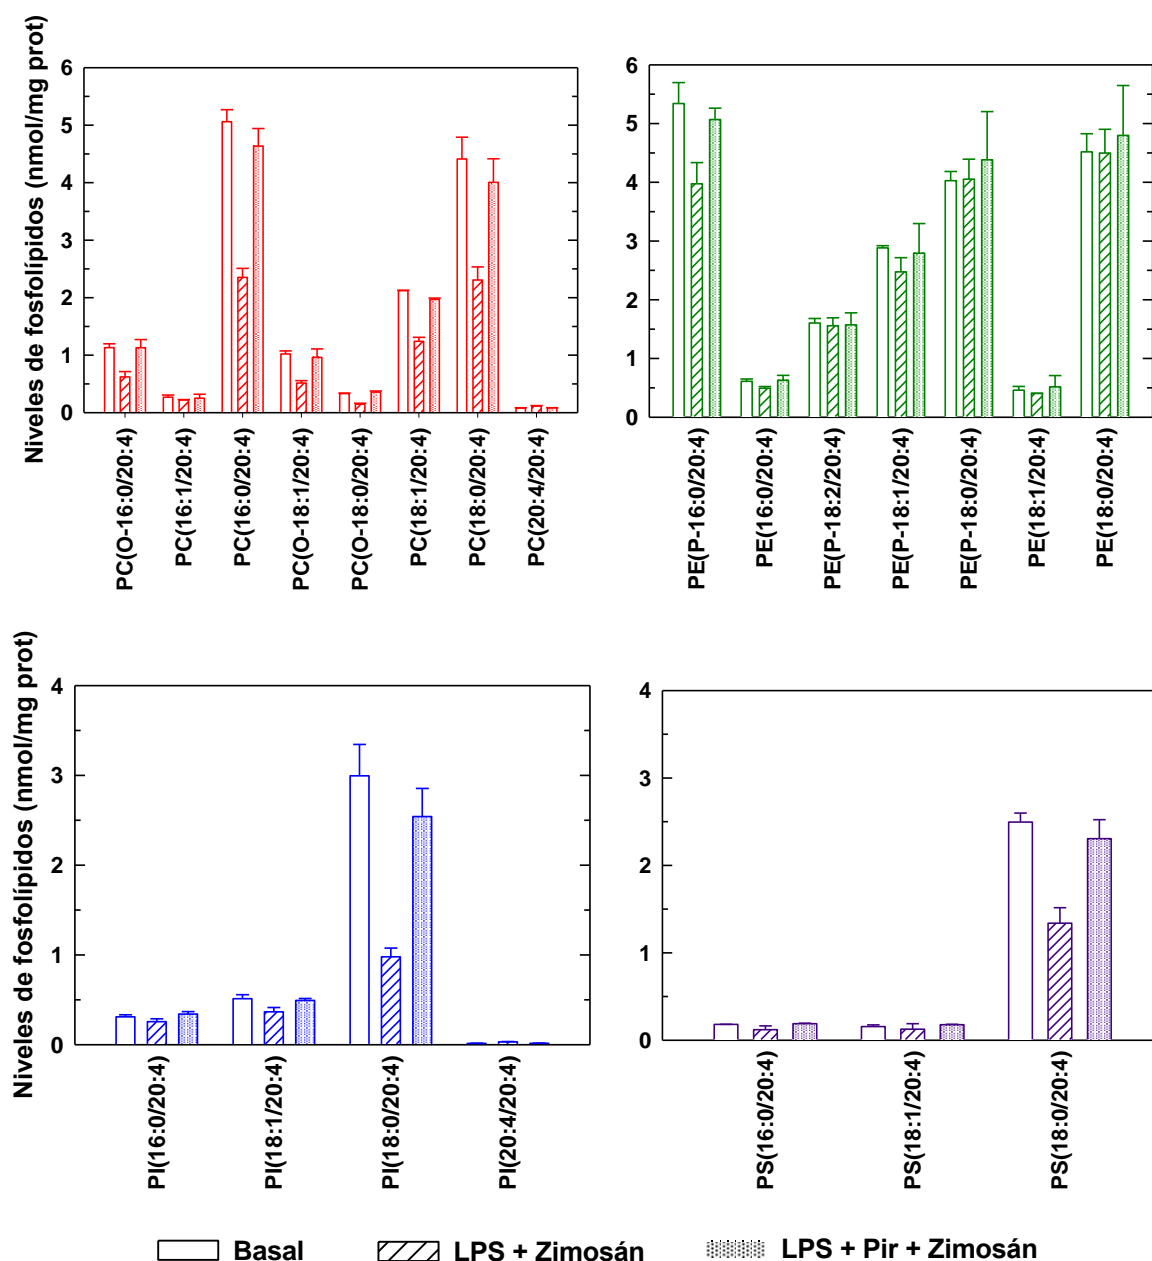 Niveles de fosfolípidos (nmol/mg prot)
6
5
4
3
2
1
0
PC(O-16:0/20:4)
PC(16:1/20:4)
PC(16:0/20:4)
PC(O-18:1/20:4)
PC(O-18:0/20:4)
PC(18:1/20:4)
PC(18:0/20:4)
PC(20:4/20:4)
6
5
4
3
2
1
0
PE(P-16:0/20:4)
PE(16:0/20:4)
PE(P-18:2/20:4)
PE(P-18:1/20:4)
PE(P-18:0/20:4)
PE(18:1/20:4)
PE(18:0/20:4)
Niveles de fosfolípidos (nmol/mg prot)
4
3
2
1
0
PI(16:0/20:4)
PI(18:1/20:4)
PI(18:0/20:4)
PI(20:4/20:4)
4
3
2
1
0
PS(16:0/20:4)
PS(18:1/20:4)
PS(18:0/20:4)
Basal
LPS + Zimosán
LPS + Pir + Zimosán